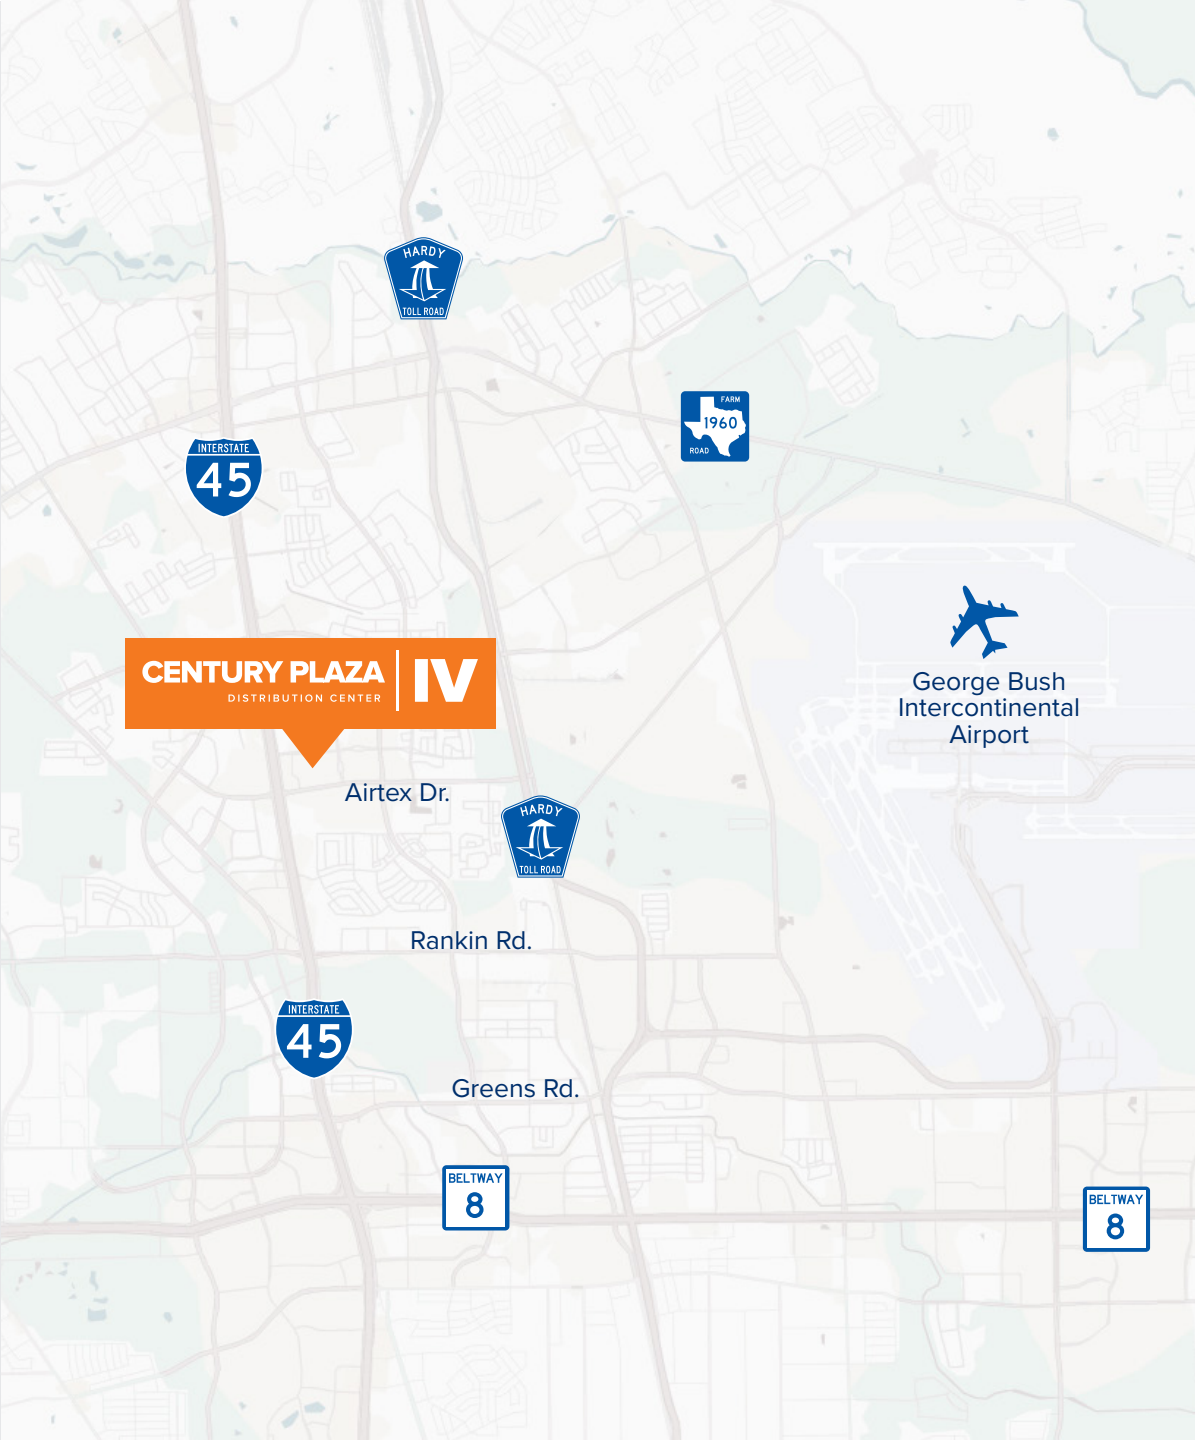 HARDY
TOLL ROAD
FARM
1960
ROAD
INTERSTATE
45
CENTURY PLAZA
DISTRIBUTION CENTER
IV
George Bush
Intercontinental
Airport
Airtex Dr.
HARDY
TOLL ROAD
Rankin Rd.
INTERSTATE
45
Greens Rd.
BELTWAY
8
BELTWAY
8